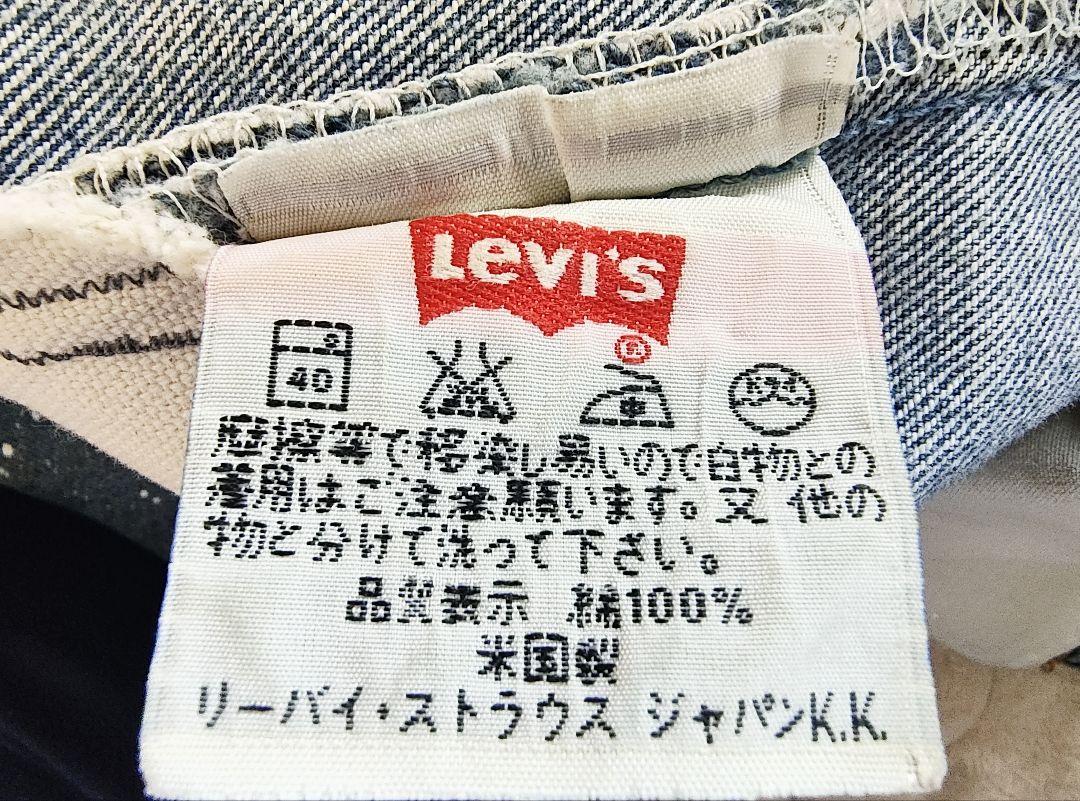 Levi's
®
40
ドライ
摩擦等で移染し易いので白物との
着用はご注意願います。又 他の
物と分けて洗って下さい。
品質表示 綿100%
米国製
リーバイ・ストラウス ジャパンK.K.